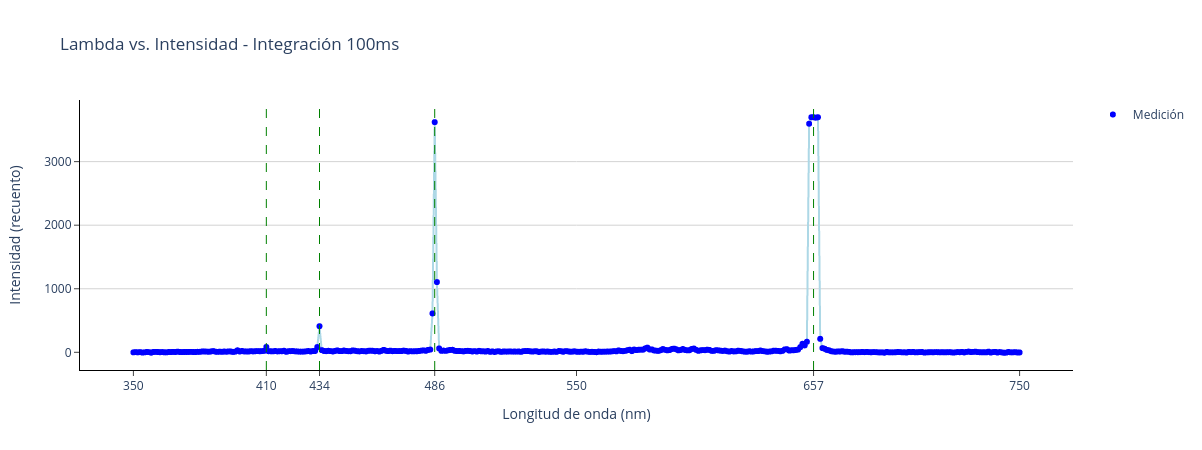 Lambda vs. Intensidad - Integración 100ms
Medición
Intensidad (recuento)
3000
2000
1000
0
350 410 434 486 550 657 750
Longitud de onda (nm)